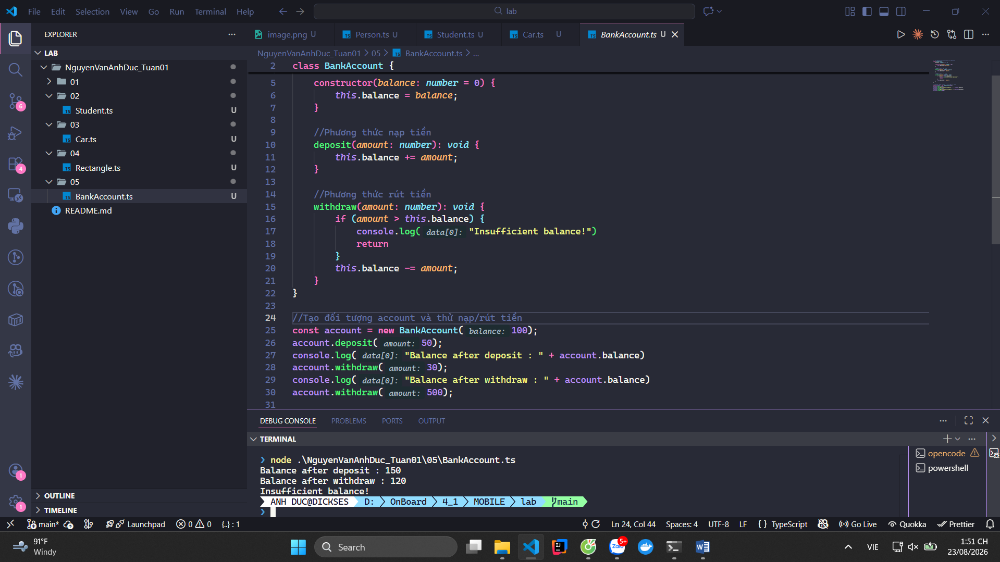 File Edit Selection View Go Run Terminal Help
lab
EXPLORER
LAB
NguyenVanAnhDuc_Tuan01
01
02
Student.ts U
03
Car.ts U
04
Rectangle.ts U
05
BankAccount.ts U
README.md
OUTLINE
TIMELINE
6
4
1
1
image.png U
Person.ts U
Student.ts U
Car.ts U
BankAccount.ts U
NguyenVanAnhDuc_Tuan01 > 05 > BankAccount.ts > ...
2 class BankAccount {
5 constructor(balance: number = 0) {
6 this.balance = balance;
7 }
8
9 //Phương thức nạp tiền
10 deposit(amount: number): void {
11 this.balance += amount;
12 }
13
14 //Phương thức rút tiền
15 withdraw(amount: number): void {
16 if (amount > this.balance) {
17 console.log( data[0]: "Insufficient balance!")
18 return
19 }
20 this.balance -= amount;
21 }
22 }
23
24 //Tạo đối tượng account và thử nạp/rút tiền
25 const account = new BankAccount( balance: 100);
26 account.deposit( amount: 50);
27 console.log( data[0]: "Balance after deposit : " + account.balance)
28 account.withdraw( amount: 30);
29 console.log( data[0]: "Balance after withdraw : " + account.balance)
30 account.withdraw( amount: 500);
31
DEBUG CONSOLE PROBLEMS PORTS OUTPUT
TERMINAL
❯ node .\NguyenVanAnhDuc_Tuan01\05\BankAccount.ts
Balance after deposit : 150
Balance after withdraw : 120
Insufficient balance!
ANH DUC@DICKSES D: OnBoard 4_1 MOBILE lab main
❯
opencode
powershell
main* Launchpad 0 0 {..} : 1
Ln 24, Col 44 Spaces: 4 UTF-8 LF { } TypeScript Go Live Quokka Prettier
91°F
Windy
Search
Zalo
5+
VIE
1:51 CH
23/08/2026